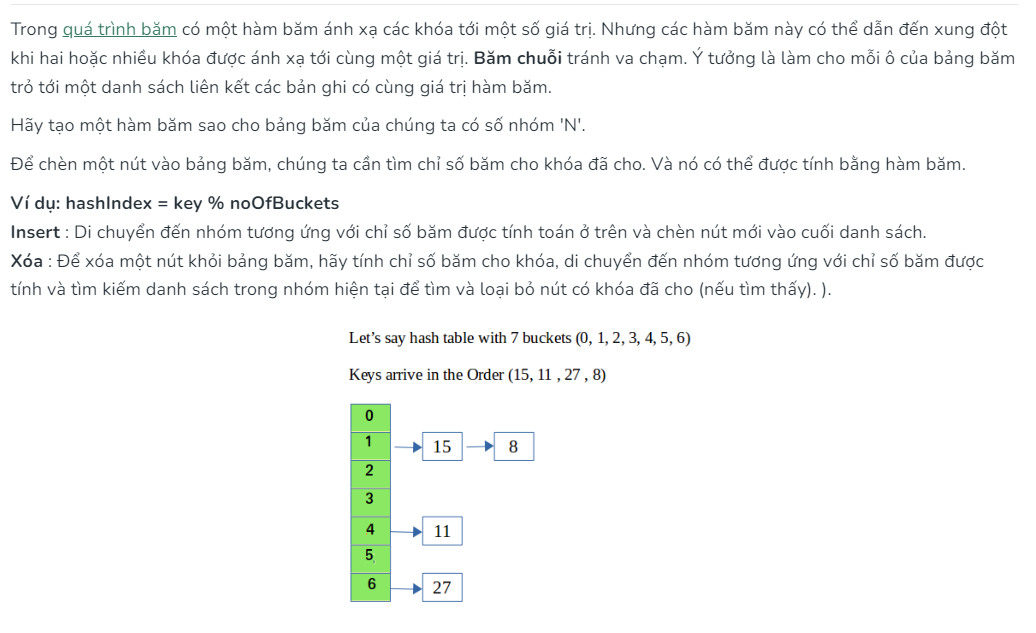 Trong quá trình băm có một hàm băm ánh xạ các khóa tới một số giá trị. Nhưng các hàm băm này có thể dẫn đến xung đột
khi hai hoặc nhiều khóa được ánh xạ tới cùng một giá trị. Băm chuỗi tránh va chạm. Ý tưởng là làm cho mỗi ô của bảng băm
trỏ tới một danh sách liên kết các bản ghi có cùng giá trị hàm băm.
Hãy tạo một hàm băm sao cho bảng băm của chúng ta có số nhóm 'N'.
Để chèn một nút vào bảng băm, chúng ta cần tìm chỉ số băm cho khóa đã cho. Và nó có thể được tính bằng hàm băm.
Ví dụ: hashIndex = key % noOfBuckets
Insert : Di chuyển đến nhóm tương ứng với chỉ số băm được tính toán ở trên và chèn nút mới vào cuối danh sách.
Xóa : Để xóa một nút khỏi bảng băm, hãy tính chỉ số băm cho khóa, di chuyển đến nhóm tương ứng với chỉ số băm được
tính và tìm kiếm danh sách trong nhóm hiện tại để tìm và loại bỏ nút có khóa đã cho (nếu tìm thấy). ).
Let’s say hash table with 7 buckets (0, 1, 2, 3, 4, 5, 6)
Keys arrive in the Order (15, 11 , 27 , 8)
0
1 15 8
2
3
4 11
5
6 27